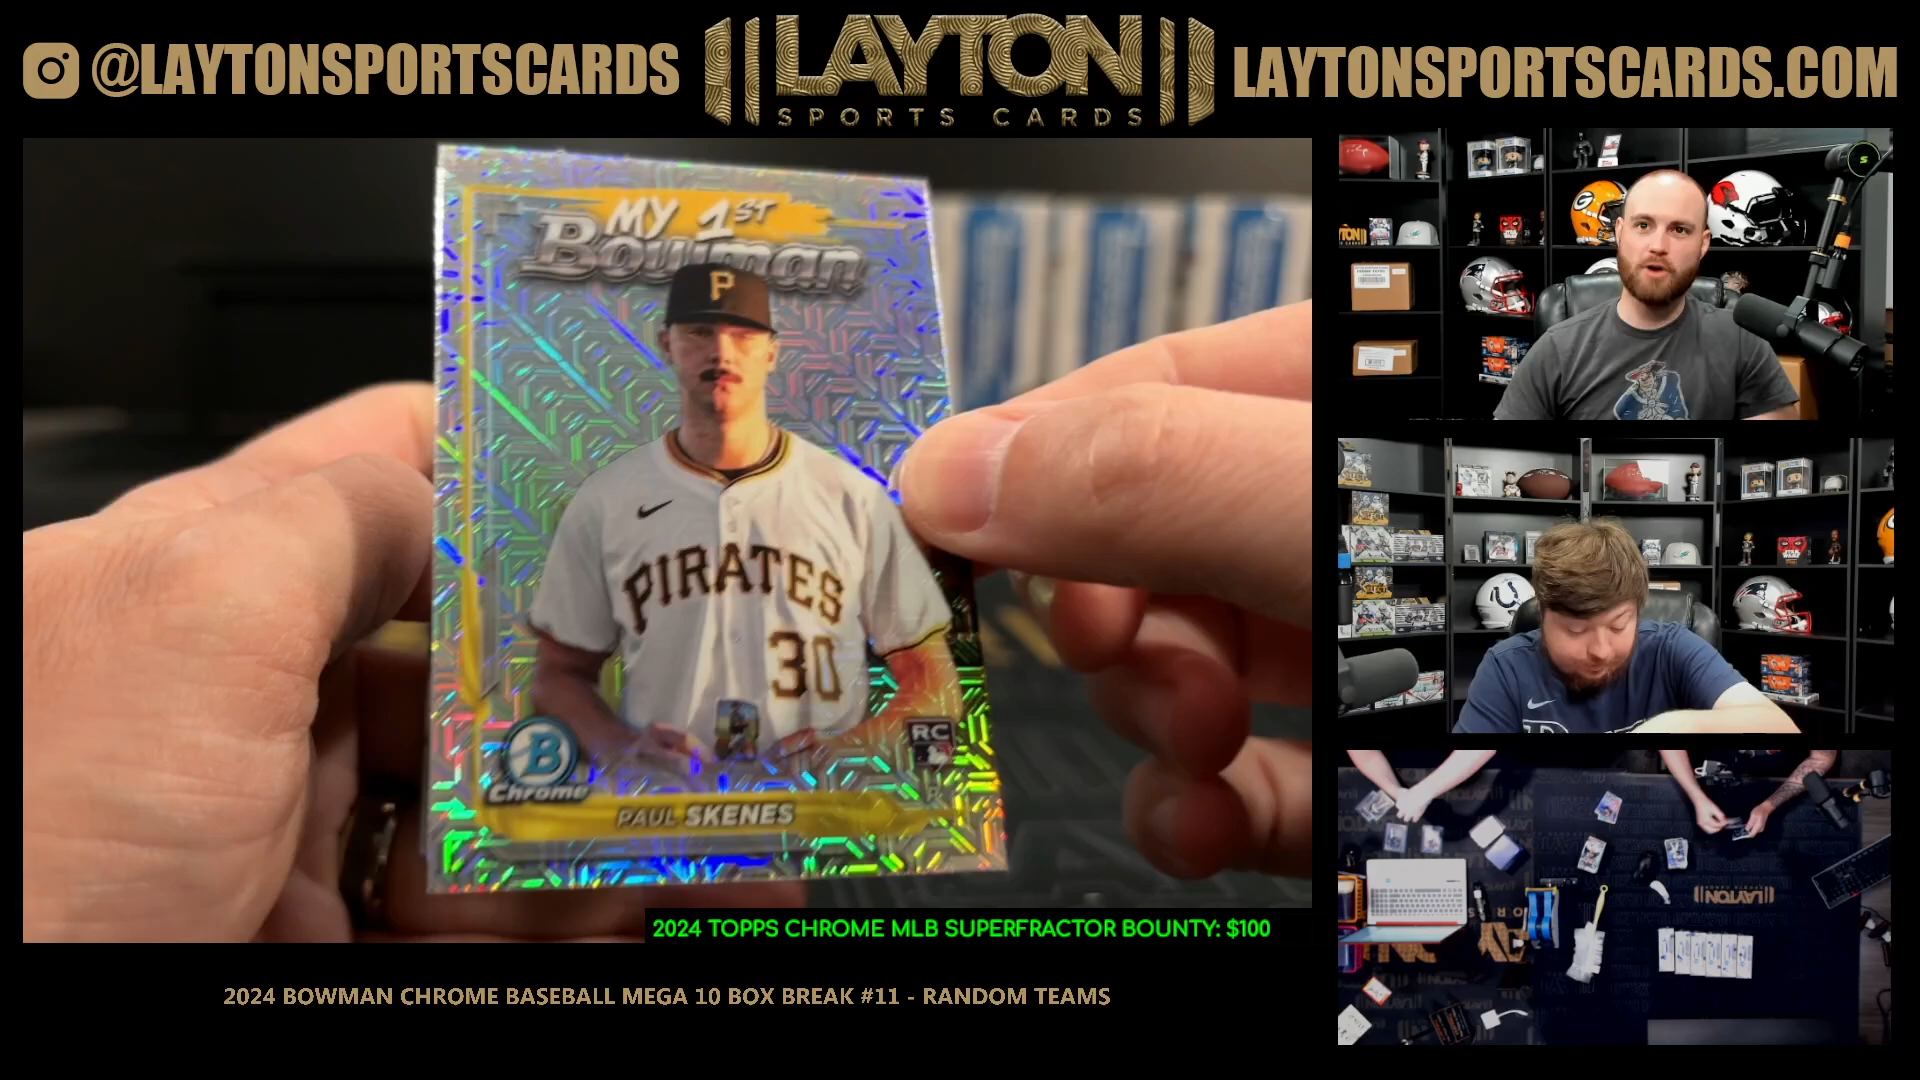 @LAYTONSPORTSCARDS
LAYTON
SPORTS CARDS
LAYTONSPORTSCARDS.COM
MY 1ST
Bowman
P
PIRATES
30
RC
B
Chrome
PAUL SKENES
2024 TOPPS CHROME MLB SUPERFRACTOR BOUNTY: $100
2024 BOWMAN CHROME BASEBALL MEGA 10 BOX BREAK #11 - RANDOM TEAMS
LAYTON